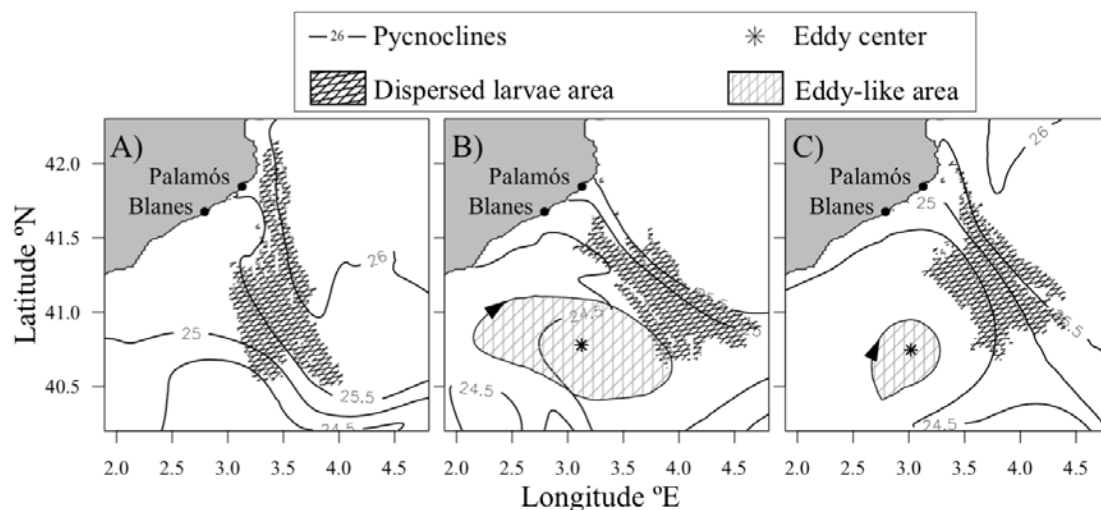 26 Pycnoclines
Eddy center
Dispersed larvae area
Eddy-like area
A)
B)
C)
Palamós
Blanes
Palamós
Blanes
Palamós
Blanes
42.0
41.5
41.0
40.5
Latitude ºN
26
25
25.5
24.5
25.5
24.5
24.5
26
25
25.5
24.5
2.0 2.5 3.0 3.5 4.0 4.5 2.0 2.5 3.0 3.5 4.0 4.5 2.0 2.5 3.0 3.5 4.0 4.5
Longitude ºE